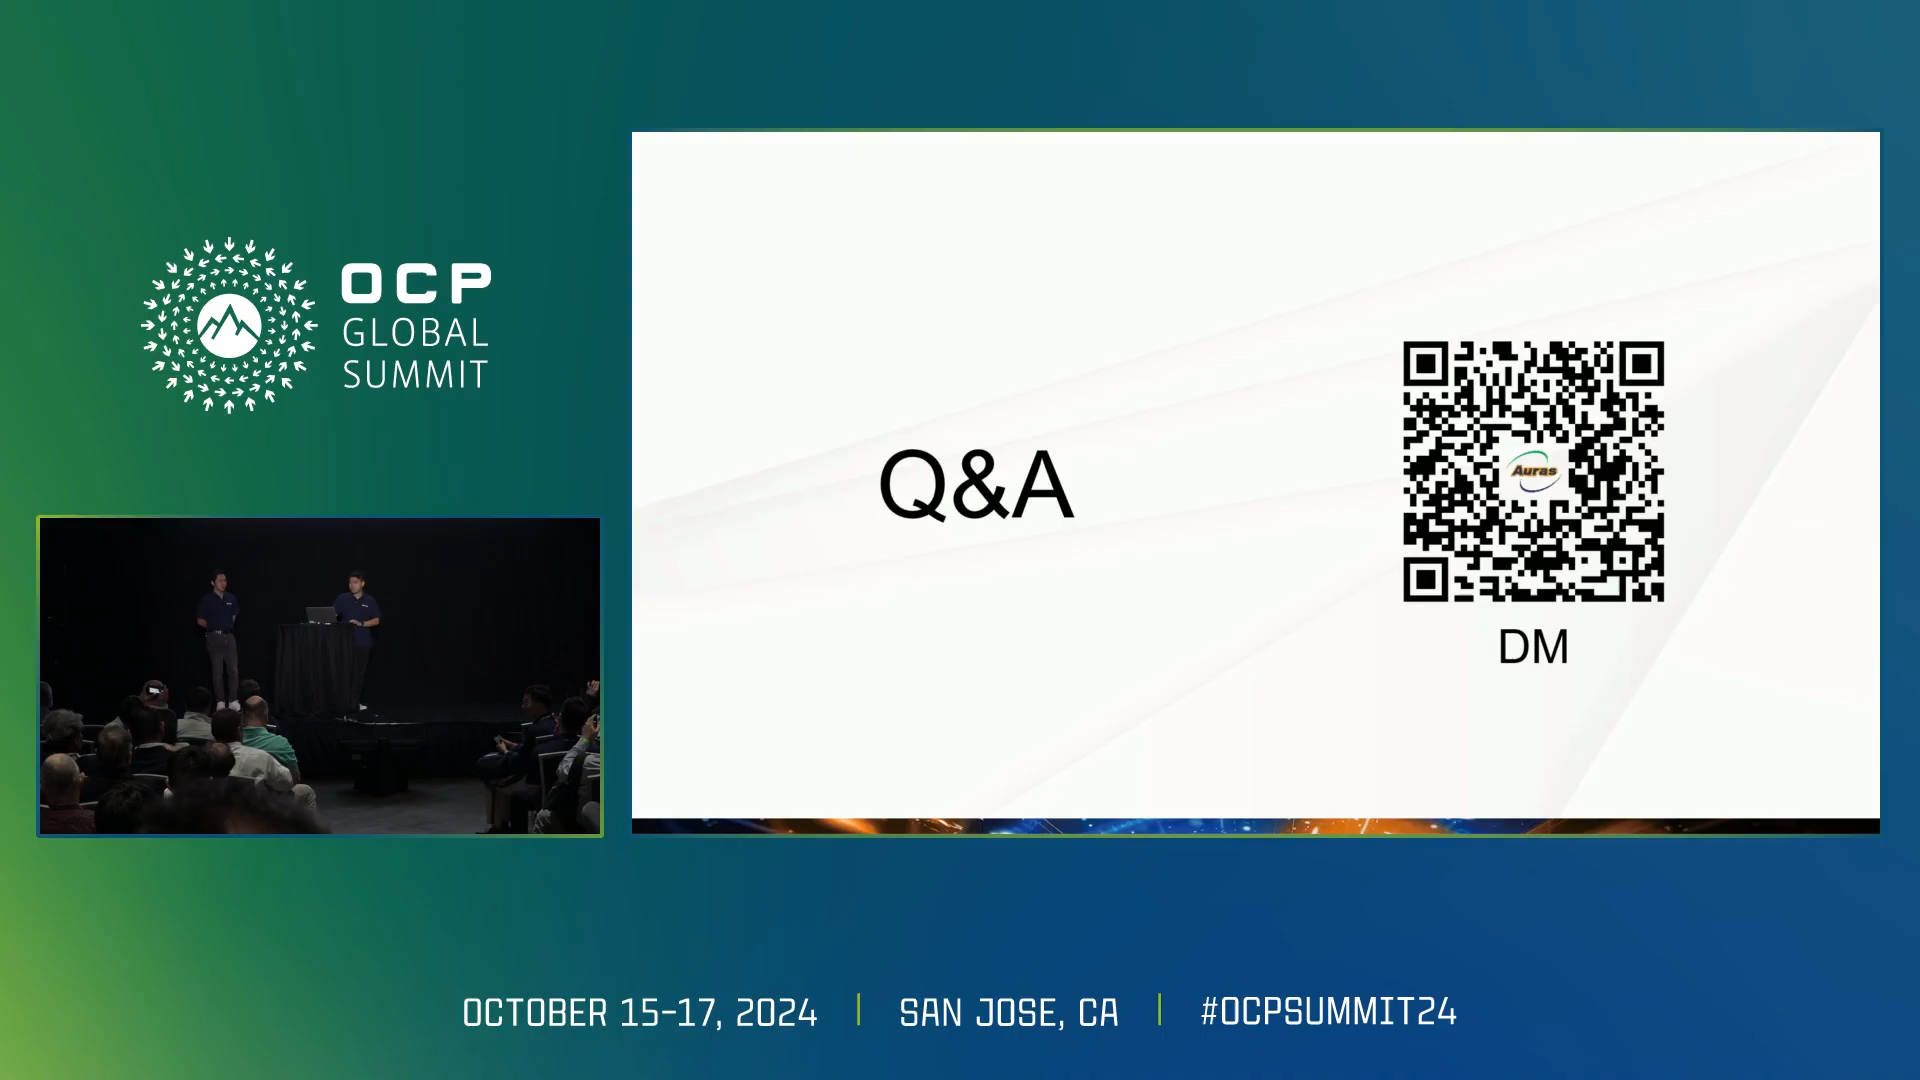 OCP
GLOBAL
SUMMIT
Q&A
Auras
DM
OCTOBER 15-17, 2024
SAN JOSE, CA
#OCPSUMMIT24